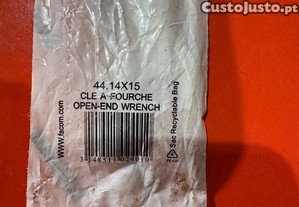 CustoJusto.pt
44.14X15
CLE A FOURCHE
OPEN-END WRENCH
www.facom.com
Sac Recyclable Bag